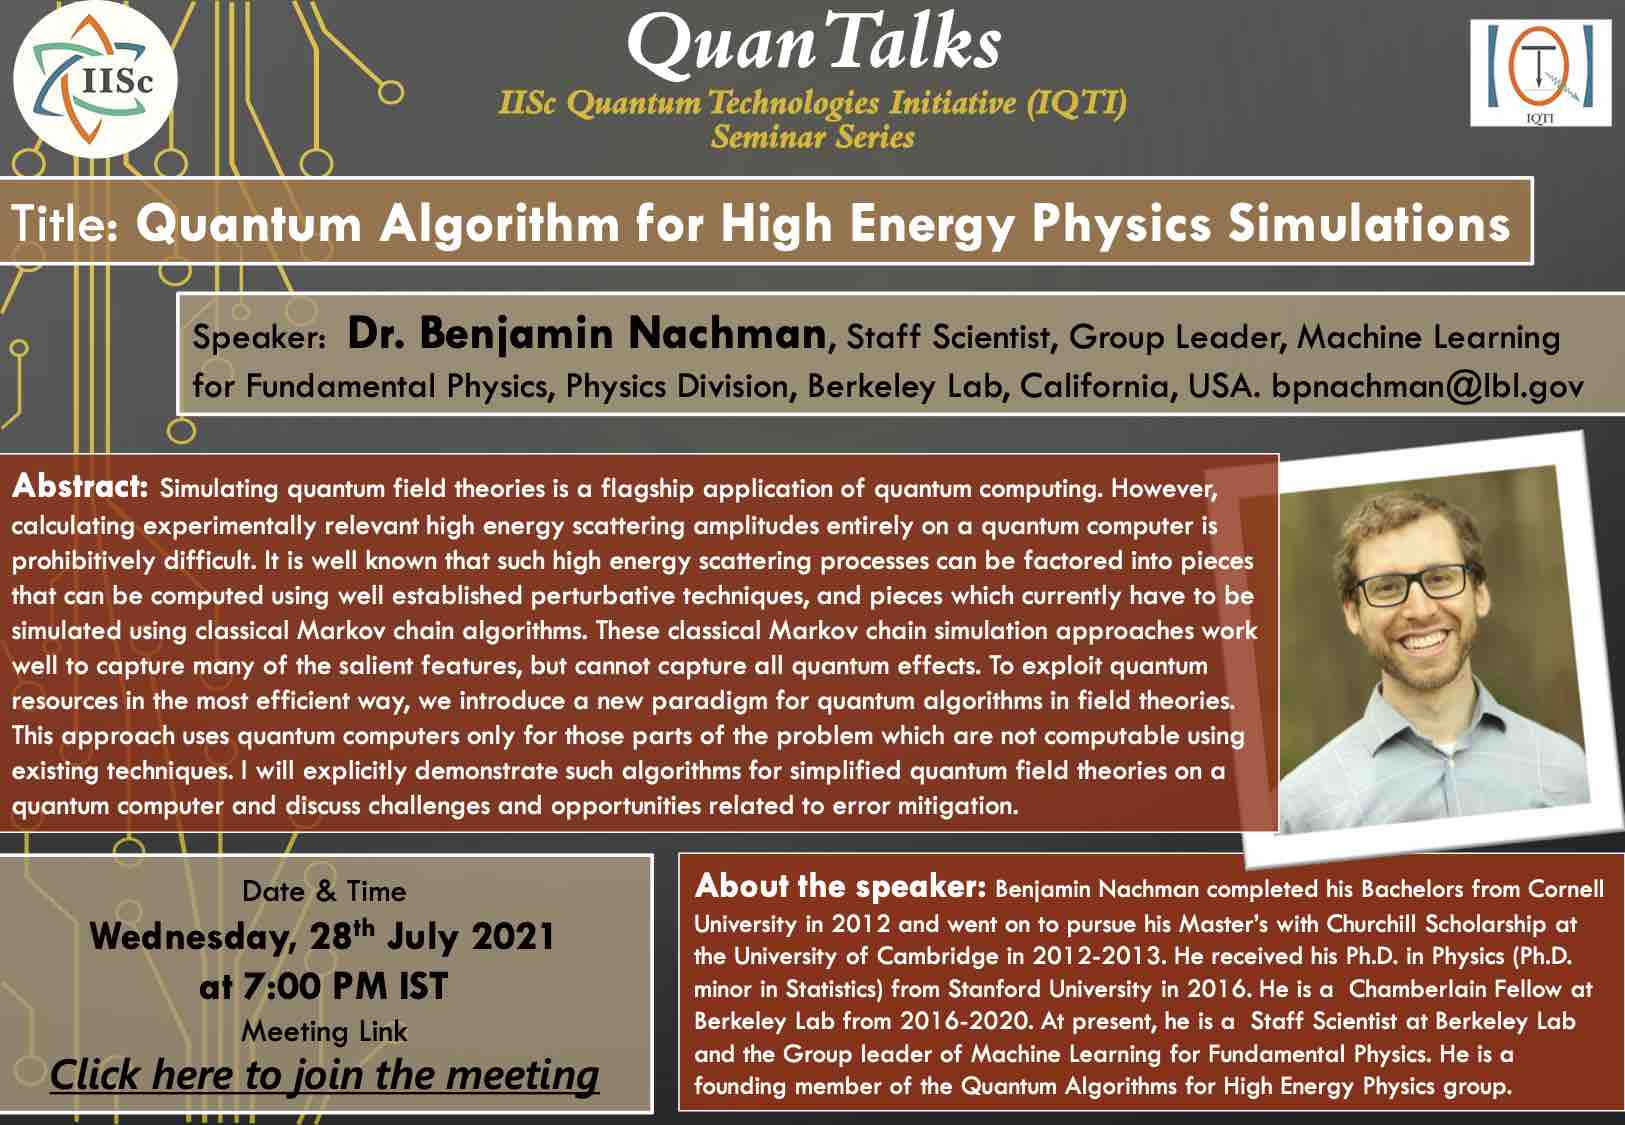 IISc
QuanTalks
IISc Quantum Technologies Initiative (IQTI)
Seminar Series
IQTI
Title: Quantum Algorithm for High Energy Physics Simulations
Speaker: Dr. Benjamin Nachman, Staff Scientist, Group Leader, Machine Learning
for Fundamental Physics, Physics Division, Berkeley Lab, California, USA. bpnachman@lbl.gov
Abstract: Simulating quantum field theories is a flagship application of quantum computing. However,
calculating experimentally relevant high energy scattering amplitudes entirely on a quantum computer is
prohibitively difficult. It is well known that such high energy scattering processes can be factored into pieces
that can be computed using well established perturbative techniques, and pieces which currently have to be
simulated using classical Markov chain algorithms. These classical Markov chain simulation approaches work
well to capture many of the salient features, but cannot capture all quantum effects. To exploit quantum
resources in the most efficient way, we introduce a new paradigm for quantum algorithms in field theories.
This approach uses quantum computers only for those parts of the problem which are not computable using
existing techniques. I will explicitly demonstrate such algorithms for simplified quantum field theories on a
quantum computer and discuss challenges and opportunities related to error mitigation.
Date & Time
Wednesday, 28th July 2021
at 7:00 PM IST
Meeting Link
Click here to join the meeting
About the speaker: Benjamin Nachman completed his Bachelors from Cornell
University in 2012 and went on to pursue his Master's with Churchill Scholarship at
the University of Cambridge in 2012-2013. He received his Ph.D. in Physics (Ph.D.
minor in Statistics) from Stanford University in 2016. He is a Chamberlain Fellow at
Berkeley Lab from 2016-2020. At present, he is a Staff Scientist at Berkeley Lab
and the Group leader of Machine Learning for Fundamental Physics. He is a
founding member of the Quantum Algorithms for High Energy Physics group.